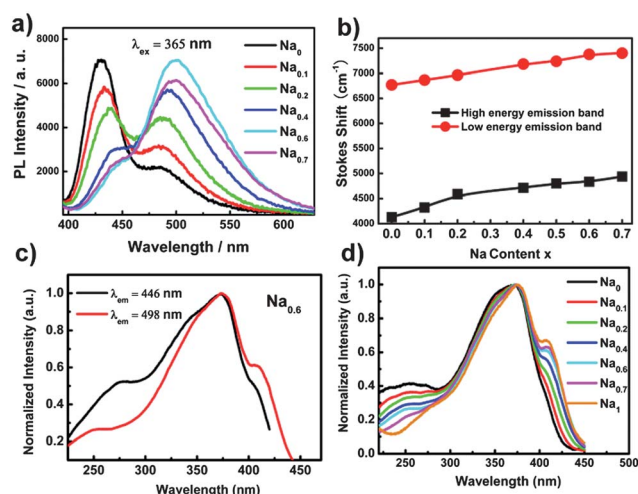 a)
λex = 365 nm
PL Intensity / a. u.
7000
6000
5000
4000
2000
400 450 500 550 600
Wavelength / nm
Na0
Na0.1
Na0.2
Na0.4
Na0.6
Na0.7
b)
Stokes Shift (cm-1)
7500
7000
6500
6000
5500
5000
4500
4000
High energy emission band
Low energy emission band
0.0 0.1 0.2 0.3 0.4 0.5 0.6 0.7
Na Content x
c)
λem = 446 nm
λem = 498 nm
Na0.6
Normalized Intensity (a.u.)
1.0
0.8
0.6
0.4
0.2
250 300 350 400 450
Wavelength (nm)
d)
Normalized Intensity (a.u.)
1.0
0.8
0.6
0.4
0.2
0.0
250 300 350 400 450 500
Wavelength (nm)
Na0
Na0.1
Na0.2
Na0.4
Na0.6
Na0.7
Na1